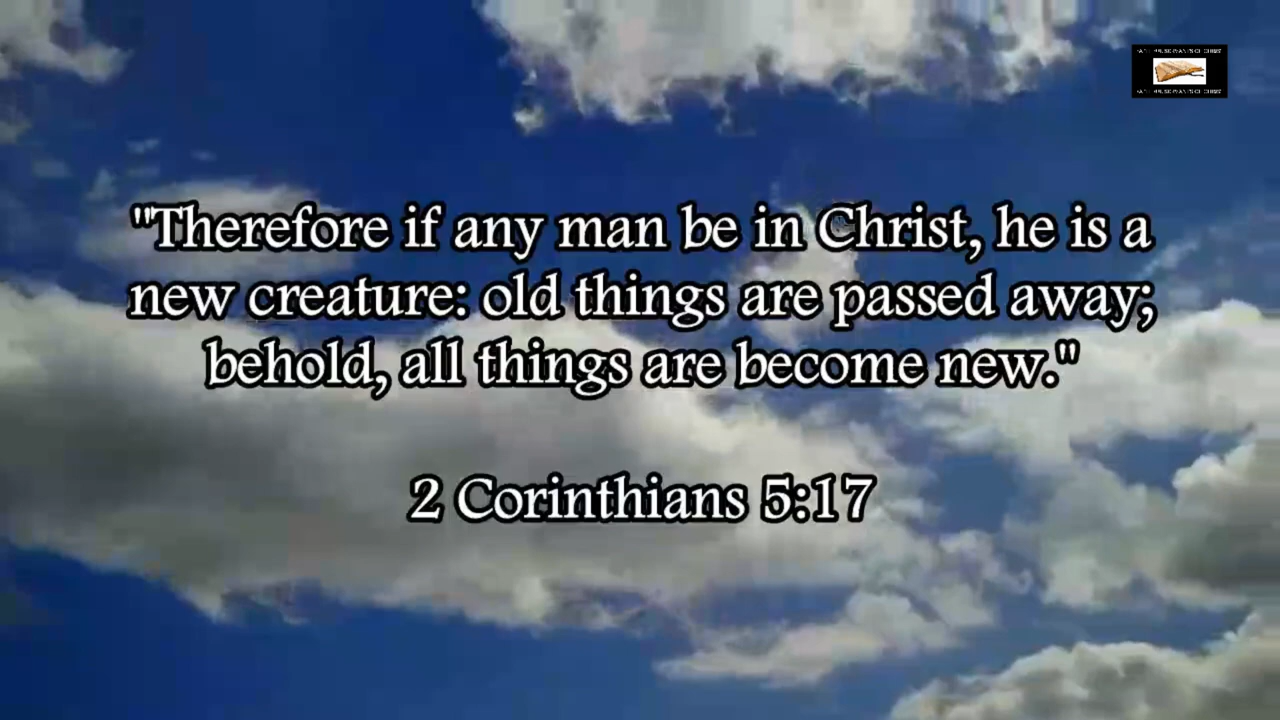 "Therefore if any man be in Christ, he is a
new creature: old things are passed away;
behold, all things are become new."
2 Corinthians 5:17